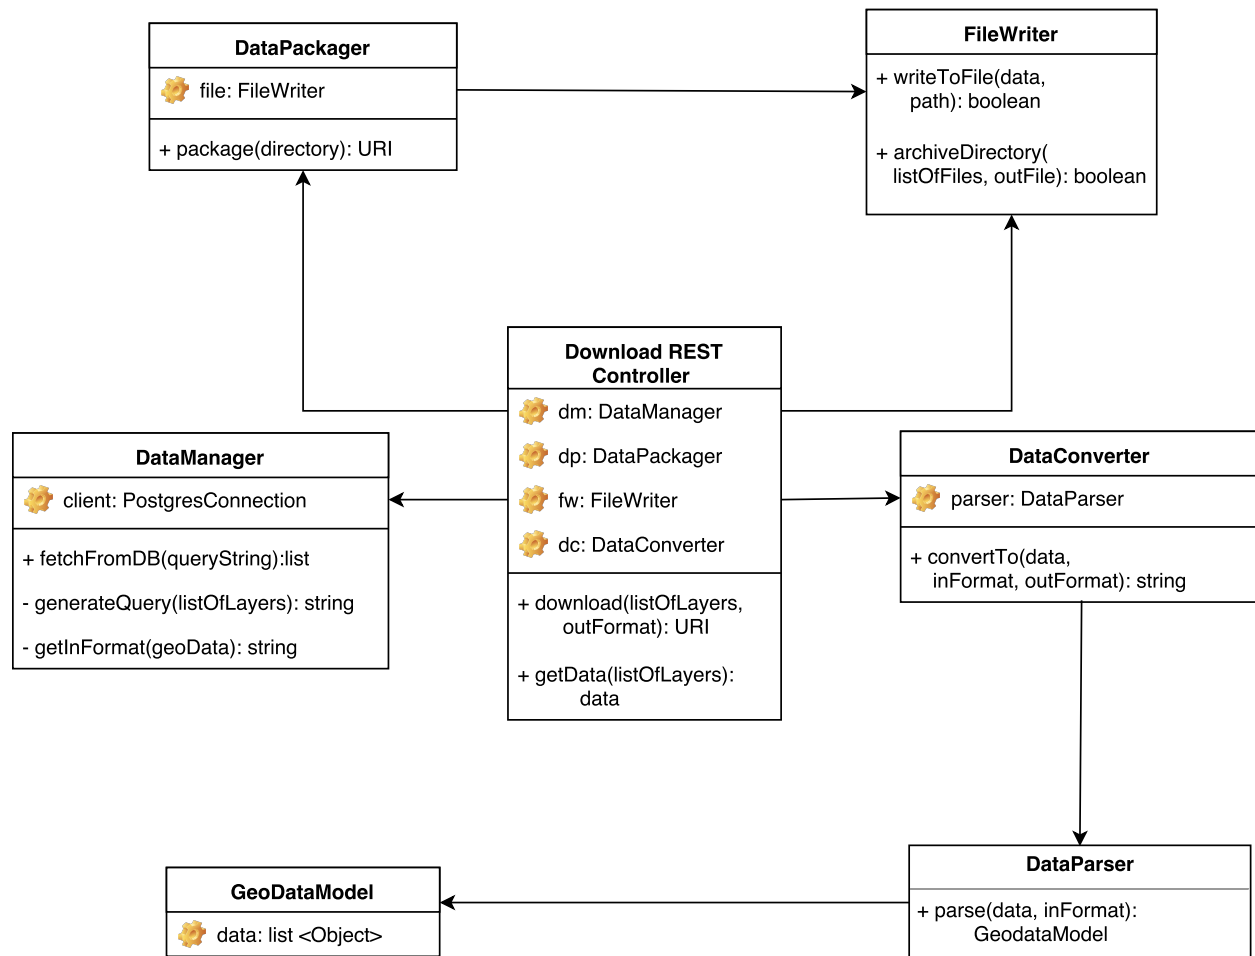 DataPackager
file: FileWriter
+ package(directory): URI
FileWriter
+ writeToFile(data,
path): boolean
+ archiveDirectory(
listOfFiles, outFile): boolean
Download REST
Controller
dm: DataManager
dp: DataPackager
fw: FileWriter
dc: DataConverter
+ download(listOfLayers,
outFormat): URI
+ getData(listOfLayers):
data
DataManager
client: PostgresConnection
+ fetchFromDB(queryString):list
- generateQuery(listOfLayers): string
- getInFormat(geoData): string
DataConverter
parser: DataParser
+ convertTo(data,
inFormat, outFormat): string
GeoDataModel
data: list <Object>
DataParser
+ parse(data, inFormat):
GeodataModel